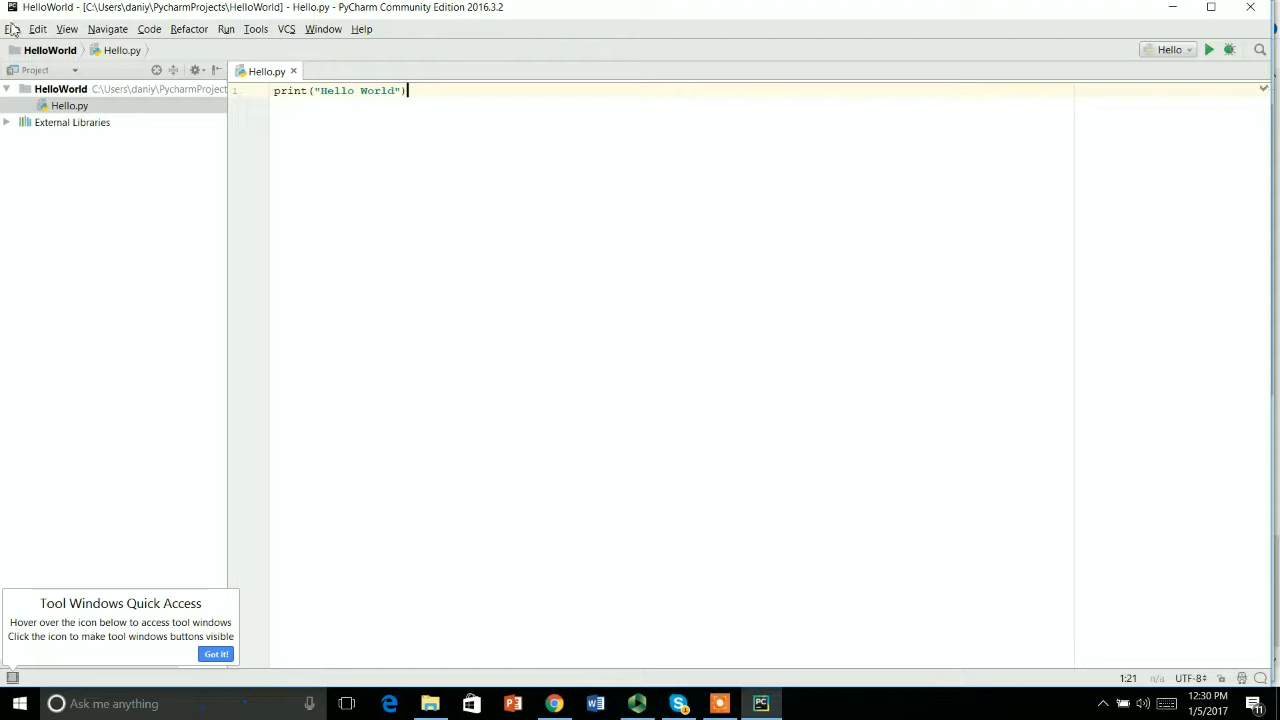 HelloWorld - [C:\Users\daniy\PycharmProjects\HelloWorld] - Hello.py - PyCharm Community Edition 2016.3.2
Edit View Navigate Code Refactor Run Tools VCS Window Help
HelloWorld Hello.py Hello
Project Hello.py
HelloWorld C:\Users\daniy\PycharmProject
1 print("Hello World")
Hello.py
External Libraries
Tool Windows Quick Access
Hover over the icon below to access tool windows
Click the icon to make tool windows buttons visible
Got it!
1:21 n/a UTF-8
Ask me anything
12:30 PM
1/5/2017
11